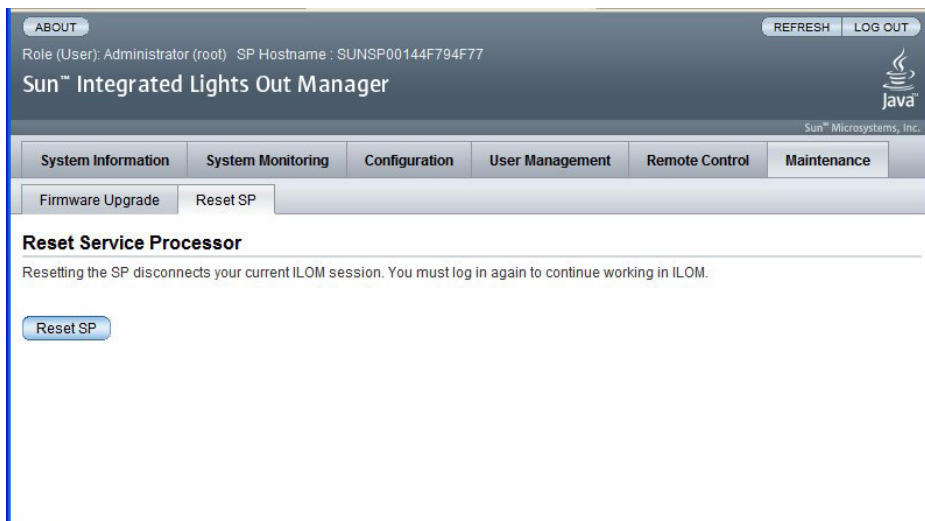 ABOUT
REFRESH LOG OUT
Role (User): Administrator (root) SP Hostname : SUNSP00144F794F77
Sun™ Integrated Lights Out Manager
Java™
Sun™ Microsystems, Inc.
System Information System Monitoring Configuration User Management Remote Control Maintenance
Firmware Upgrade Reset SP
Reset Service Processor
Resetting the SP disconnects your current ILOM session. You must log in again to continue working in ILOM.
Reset SP